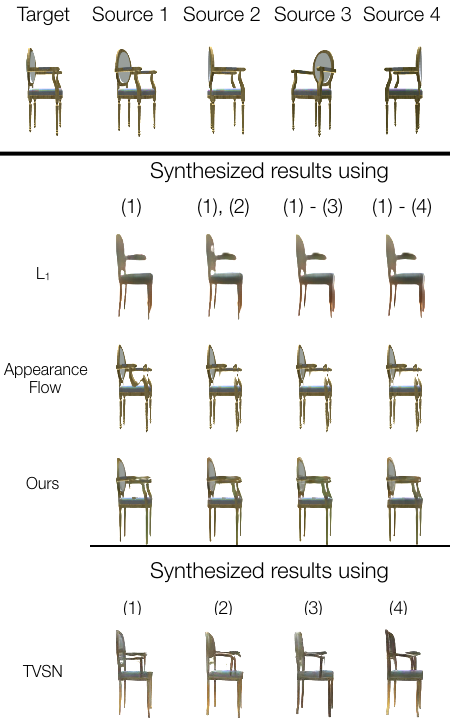 Target Source 1 Source 2 Source 3 Source 4
Synthesized results using
(1) (1), (2) (1) - (3) (1) - (4)
L₁
Appearance
Flow
Ours
Synthesized results using
(1) (2) (3) (4)
TVSN